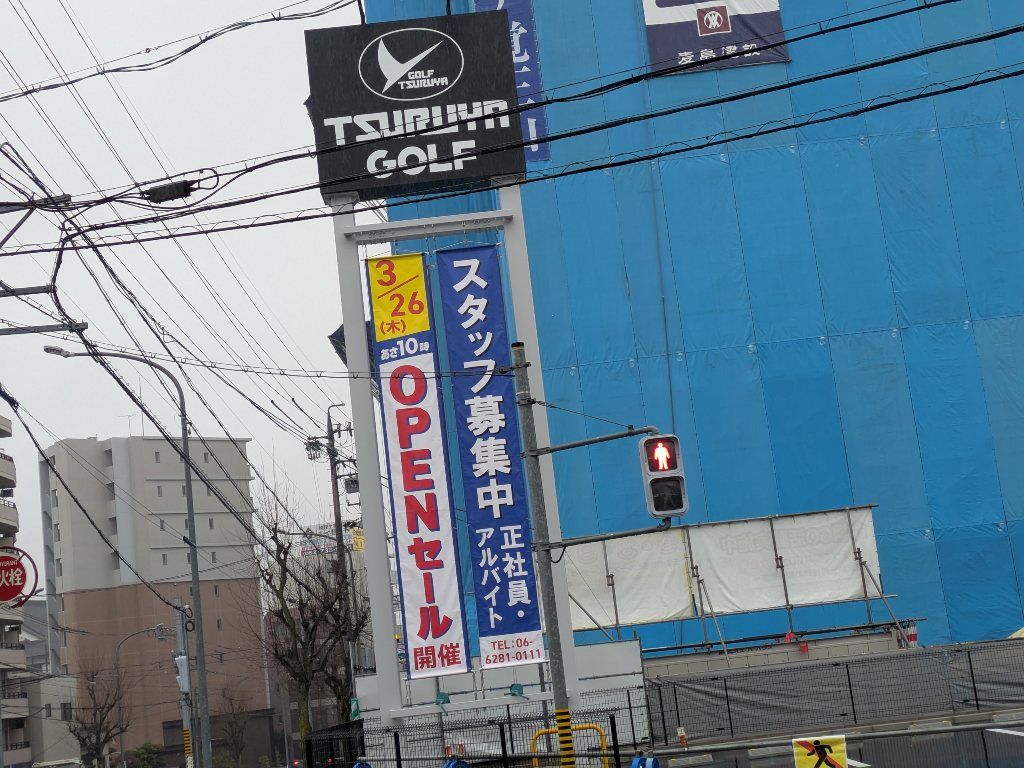 GOLF
TSURUYA
TSURUYA
GOLF
3/26
(木)
あさ10時
OPENセール
開催
スタッフ募集中
正社員・
アルバイト
TEL:06-
6281-0111
火栓